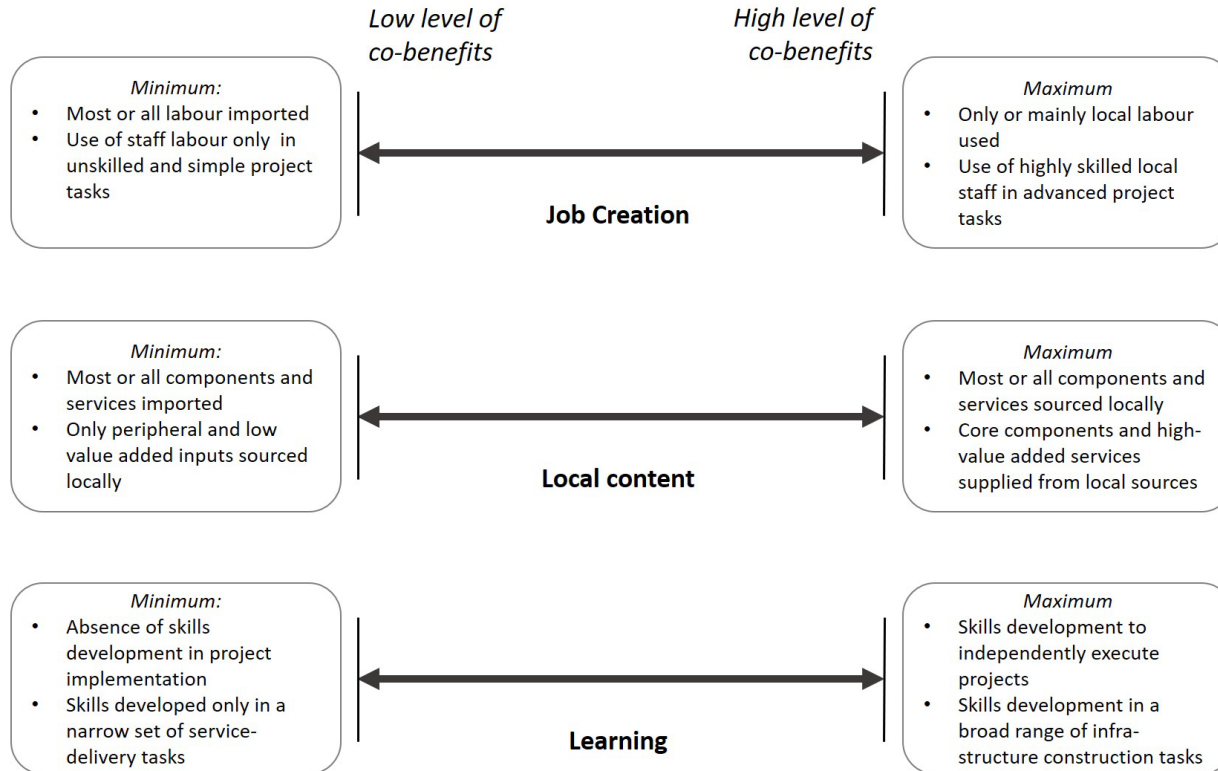 Low level of
co-benefits
High level of
co-benefits
Minimum:
• Most or all labour imported
• Use of staff labour only in
unskilled and simple project
tasks
Job Creation
Maximum
• Only or mainly local labour
used
• Use of highly skilled local
staff in advanced project
tasks
Minimum:
• Most or all components and
services imported
• Only peripheral and low
value added inputs sourced
locally
Local content
Maximum
• Most or all components and
services sourced locally
• Core components and high-
value added services
supplied from local sources
Minimum:
• Absence of skills
development in project
implementation
• Skills developed only in a
narrow set of service-
delivery tasks
Learning
Maximum
• Skills development to
independently execute
projects
• Skills development in a
broad range of infra-
structure construction tasks